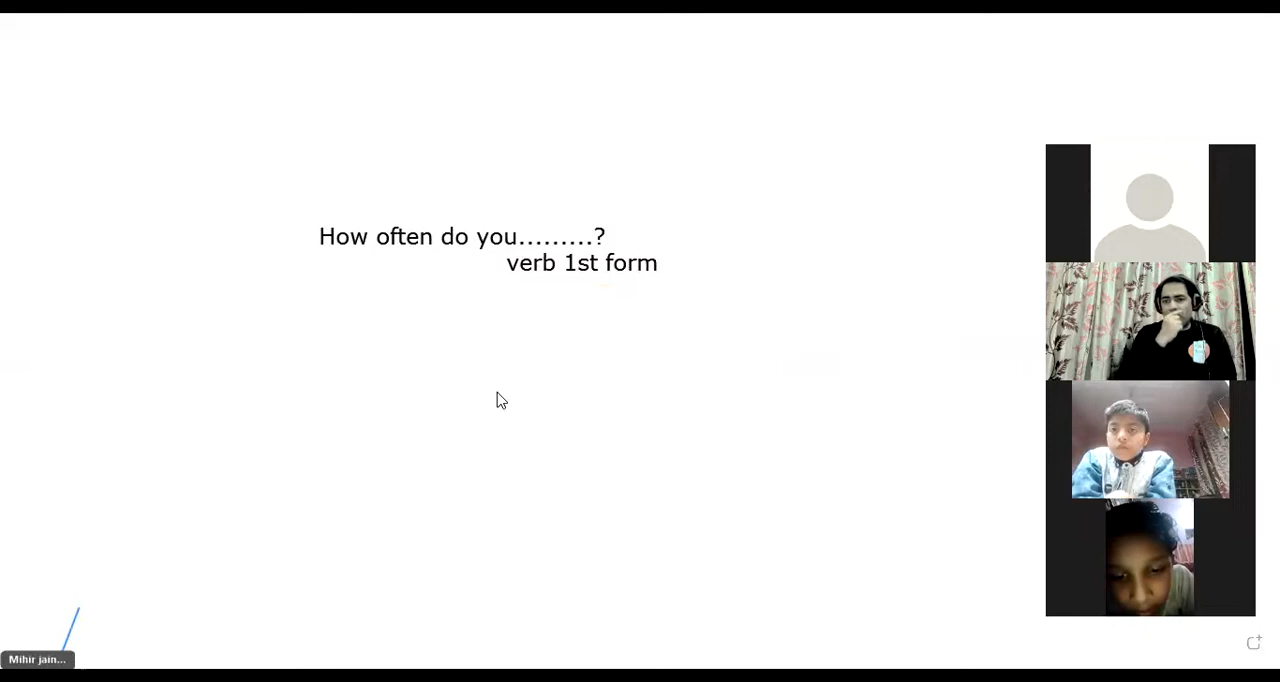 How often do you.........?
verb 1st form
Mihir jain...